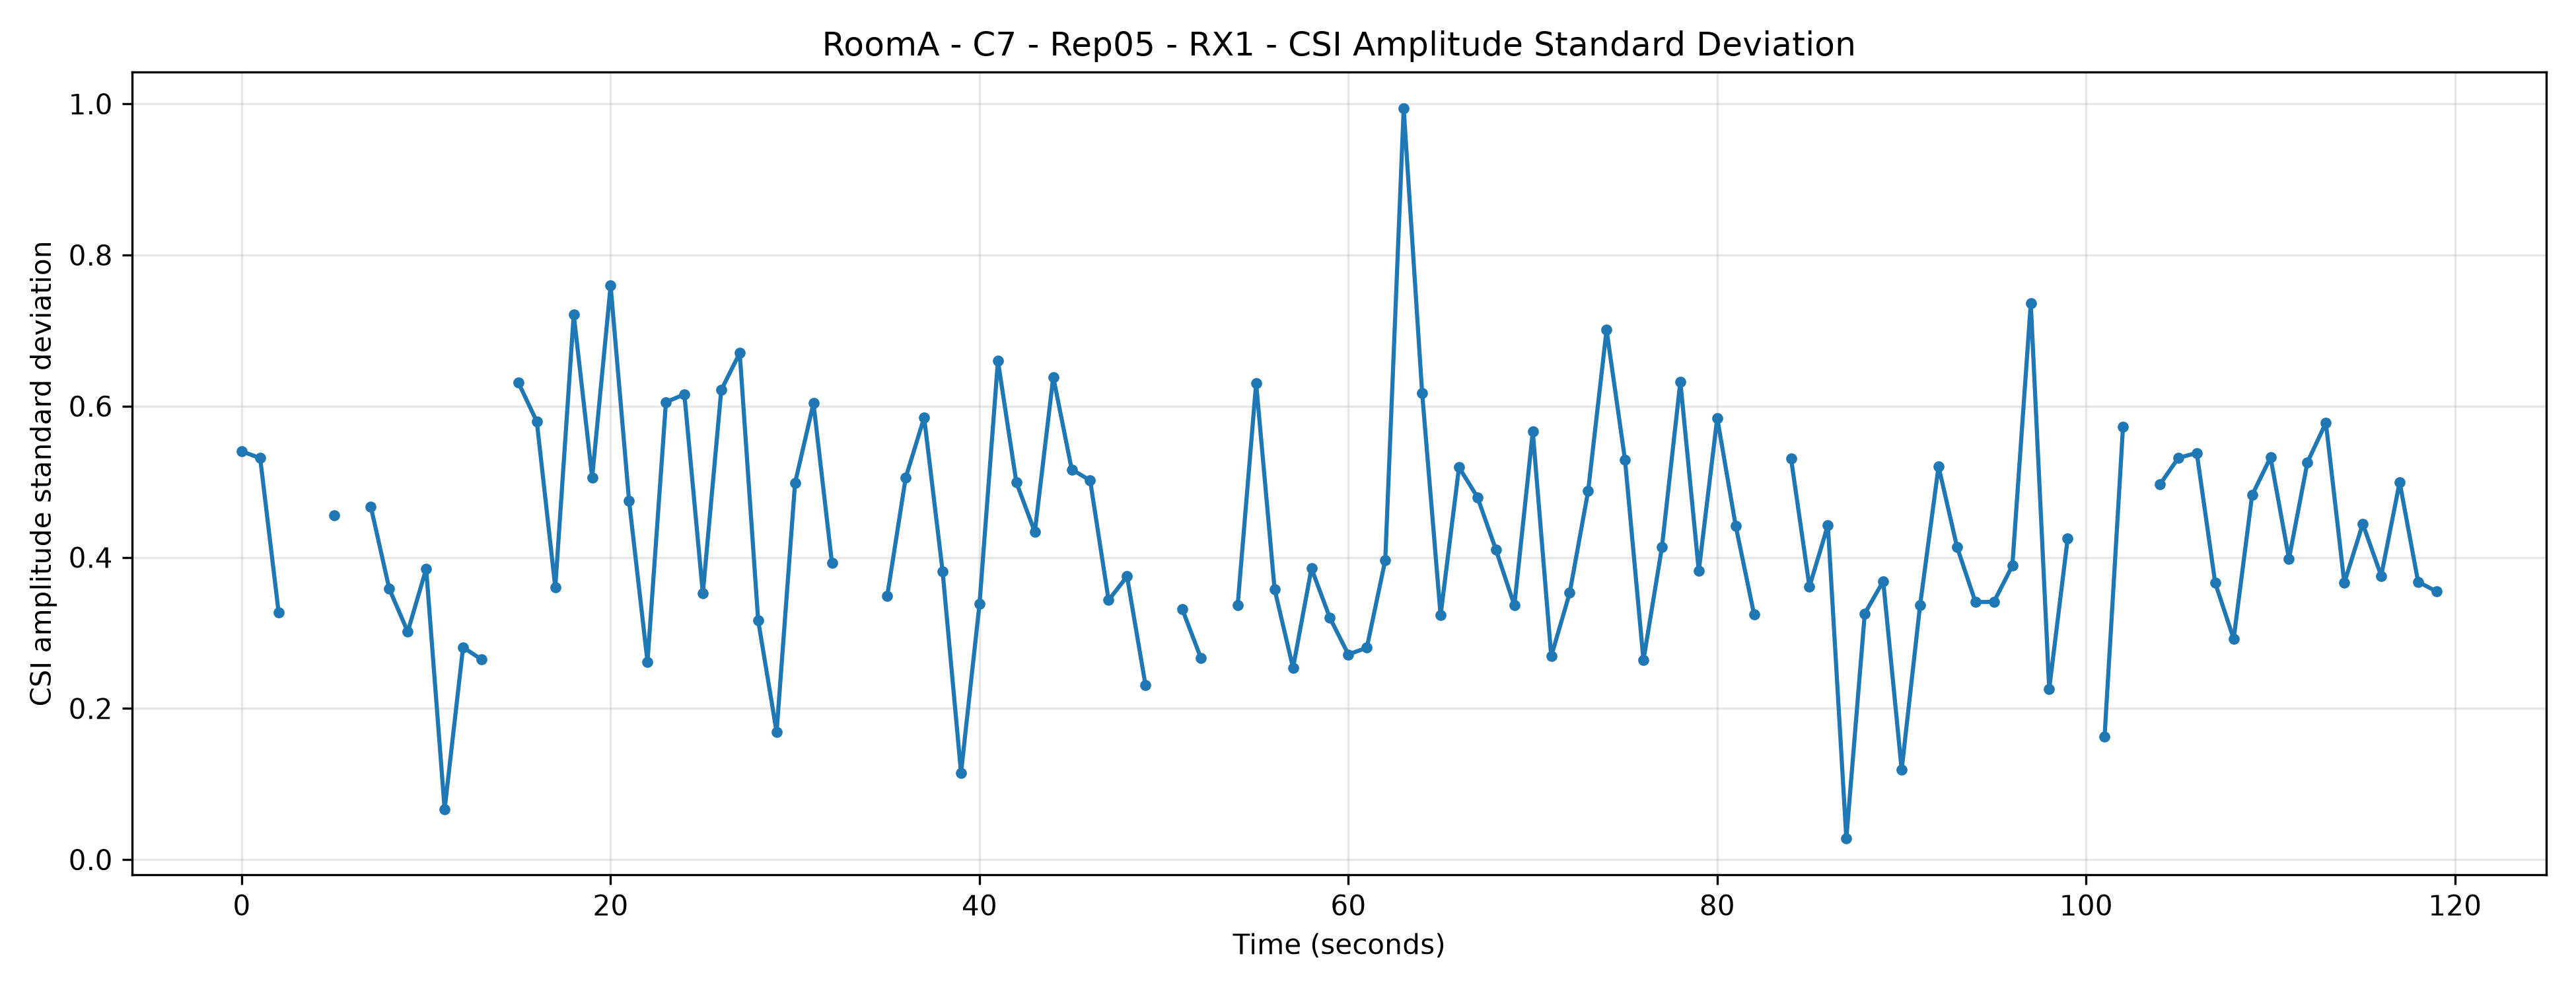 RoomA - C7 - Rep05 - RX1 - CSI Amplitude Standard Deviation
CSI amplitude standard deviation
1.0
0.8
0.6
0.4
0.2
0.0
0 20 40 60 80 100 120
Time (seconds)